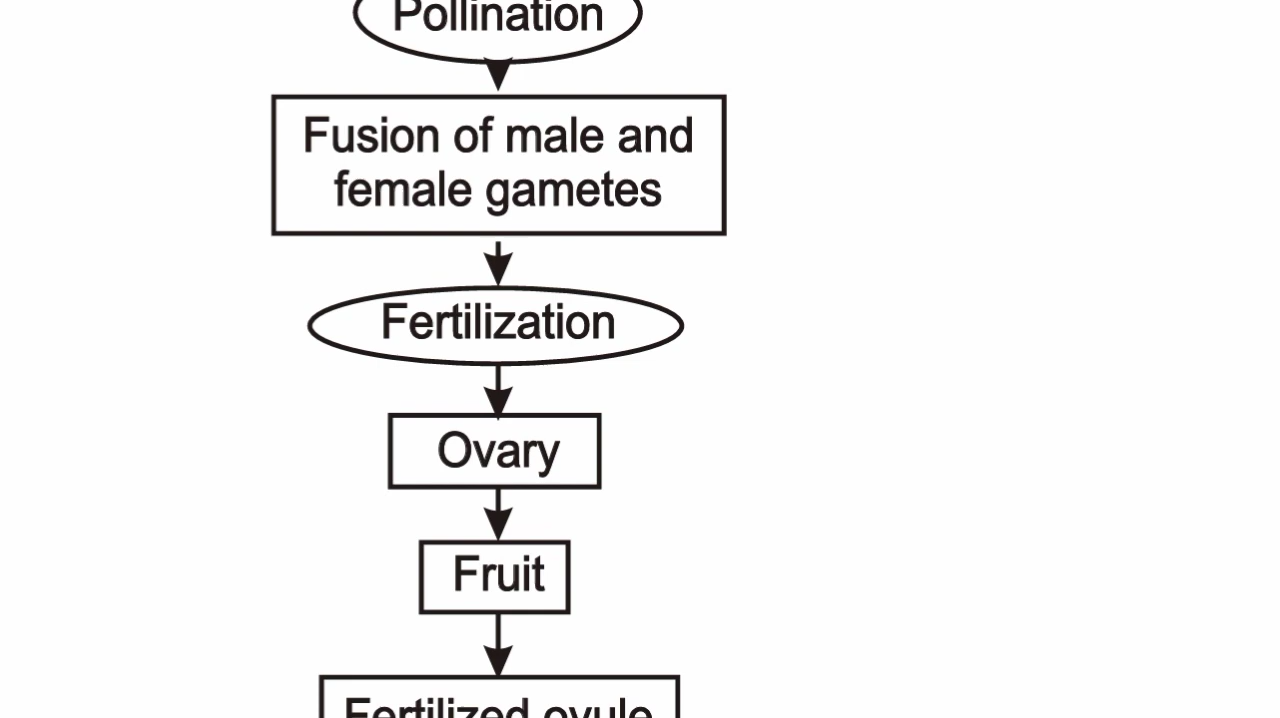 Pollination
Fusion of male and
female gametes
Fertilization
Ovary
Fruit
Fertilized ovule